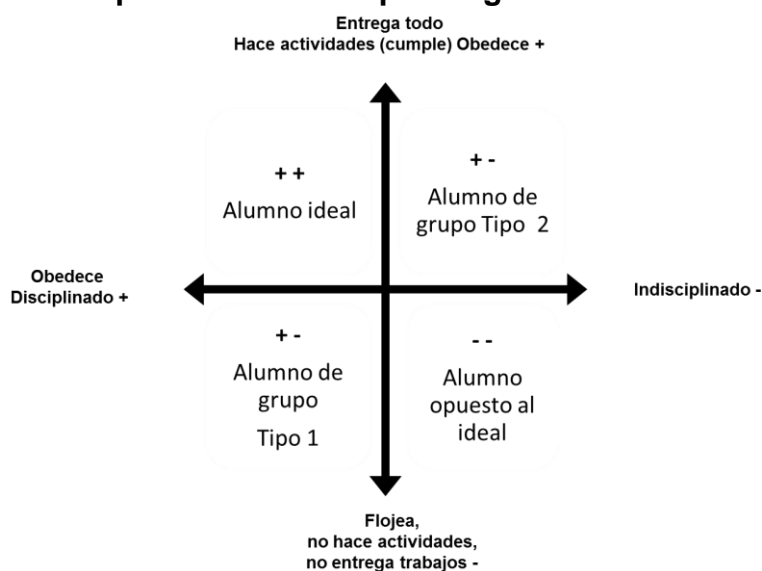 Entrega todo
Hace actividades (cumple) Obedece +
+ +
Alumno ideal
+ -
Alumno de
grupo Tipo 2
Obedece
Disciplinado +
Indisciplinado -
+ -
Alumno de
grupo
Tipo 1
- -
Alumno
opuesto al
ideal
Flojea,
no hace actividades,
no entrega trabajos -